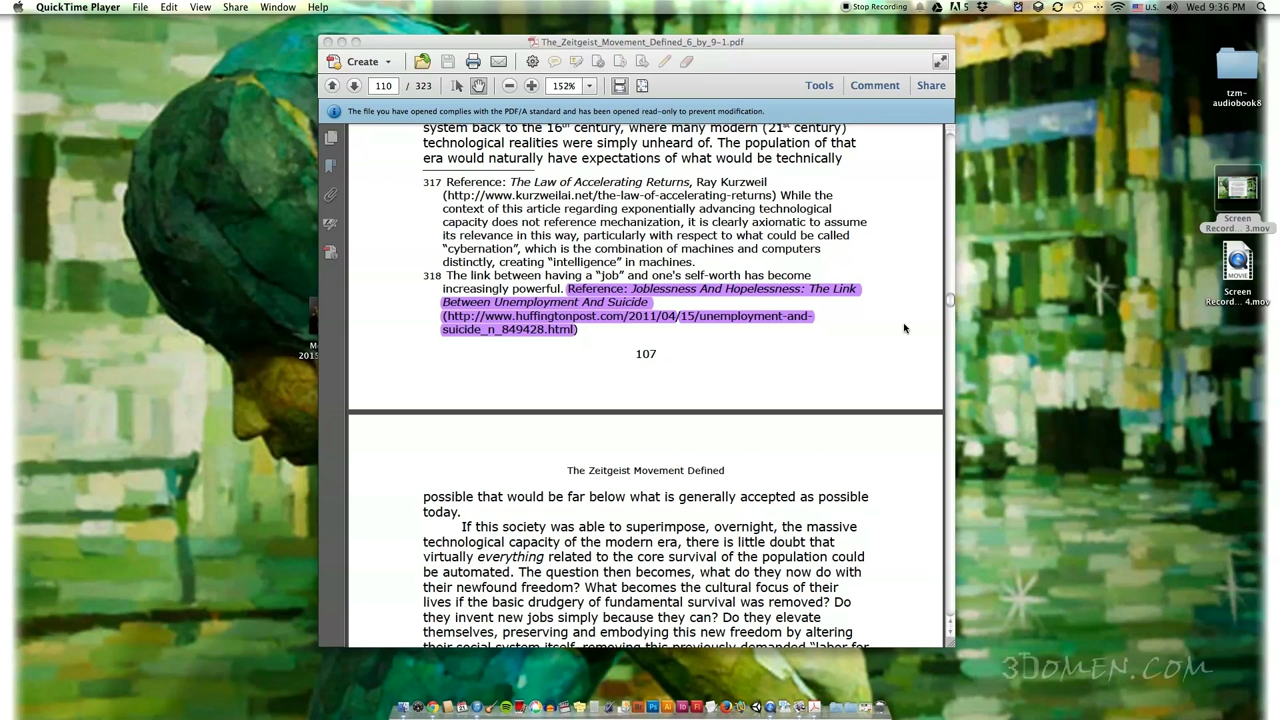 QuickTime Player File Edit View Share Window Help
Stop Recording
5
U.S.
Wed 9:36 PM
The_Zeitgeist_Movement_Defined_6_by_9-1.pdf
Create
110 / 323
152%
Tools Comment Share
The file you have opened complies with the PDF/A standard and has been opened read-only to prevent modification.
system back to the 16th century, where many modern (21st century)
technological realities were simply unheard of. The population of that
era would naturally have expectations of what would be technically
317 Reference: The Law of Accelerating Returns, Ray Kurzweil
(http://www.kurzweilai.net/the-law-of-accelerating-returns) While the
context of this article regarding exponentially advancing technological
capacity does not reference mechanization, it is clearly axiomatic to assume
its relevance in this way, particularly with respect to what could be called
“cybernation”, which is the combination of machines and computers
distinctly, creating “intelligence” in machines.
318 The link between having a “job” and one's self-worth has become
increasingly powerful. Reference: Joblessness And Hopelessness: The Link
Between Unemployment And Suicide
(http://www.huffingtonpost.com/2011/04/15/unemployment-and-
suicide_n_849428.html)
107
The Zeitgeist Movement Defined
possible that would be far below what is generally accepted as possible
today.
If this society was able to superimpose, overnight, the massive
technological capacity of the modern era, there is little doubt that
virtually everything related to the core survival of the population could
be automated. The question then becomes, what do they now do with
their newfound freedom? What becomes the cultural focus of their
lives if the basic drudgery of fundamental survival was removed? Do
they invent new jobs simply because they can? Do they elevate
themselves, preserving and embodying this new freedom by altering
their social system itself, removing this previously demanded “labor for
tzm-
audiobook8
Screen
Record... 3.mov
MOVIE
Screen
Record... 4.mov
2015
3DOMEN.COM